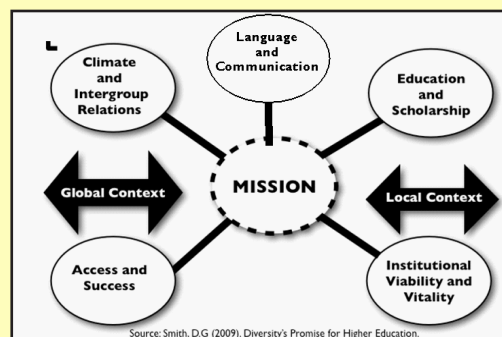 Language
and
Communication
Climate
and
Intergroup
Relations
Education
and
Scholarship
MISSION
Global Context
Local Context
Access and
Success
Institutional
Viability and
Vitality
Source: Smith, D.G (2009). Diversity's Promise for Higher Education.